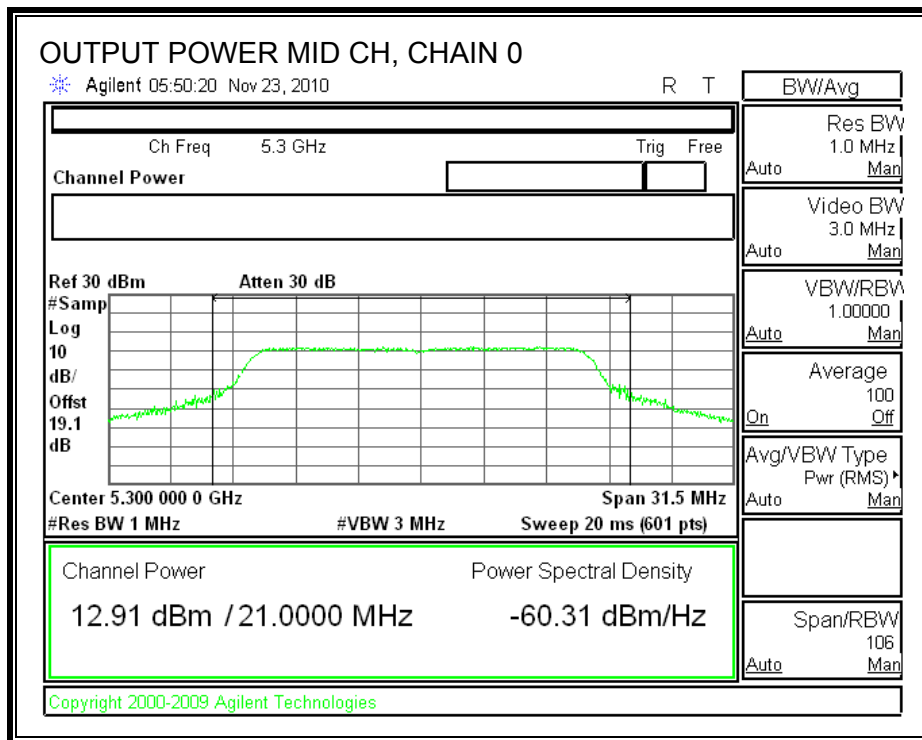 OUTPUT POWER MID CH, CHAIN 0
Agilent 05:50:20 Nov 23, 2010 R T
Ch Freq 5.3 GHz Trig Free
Channel Power
Ref 30 dBm Atten 30 dB
#Samp
Log
10
dB/
Offst
19.1
dB
Center 5.300 000 0 GHz Span 31.5 MHz
#Res BW 1 MHz #VBW 3 MHz Sweep 20 ms (601 pts)
Channel Power Power Spectral Density
12.91 dBm / 21.0000 MHz -60.31 dBm/Hz
Copyright 2000-2009 Agilent Technologies
BW/Avg
Res BW
1.0 MHz
Auto Man
Video BW
3.0 MHz
Auto Man
VBW/RBW
1.00000
Auto Man
Average
100
On Off
Avg/VBW Type
Pwr (RMS)
Auto Man
Span/RBW
106
Auto Man